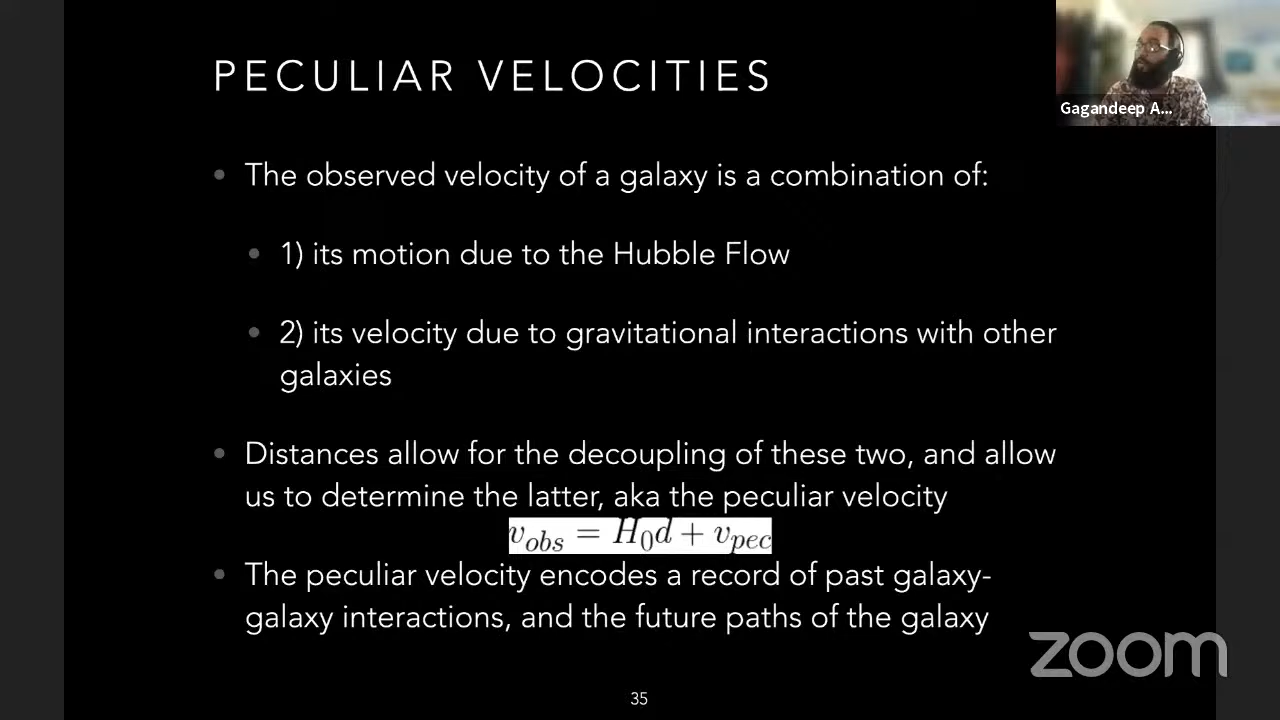 PECULIAR VELOCITIES
Gagandeep A...
• The observed velocity of a galaxy is a combination of:
• 1) its motion due to the Hubble Flow
• 2) its velocity due to gravitational interactions with other
galaxies
• Distances allow for the decoupling of these two, and allow
us to determine the latter, aka the peculiar velocity
v_obs = H_0d + v_pec
• The peculiar velocity encodes a record of past galaxy-
galaxy interactions, and the future paths of the galaxy
zoom
35